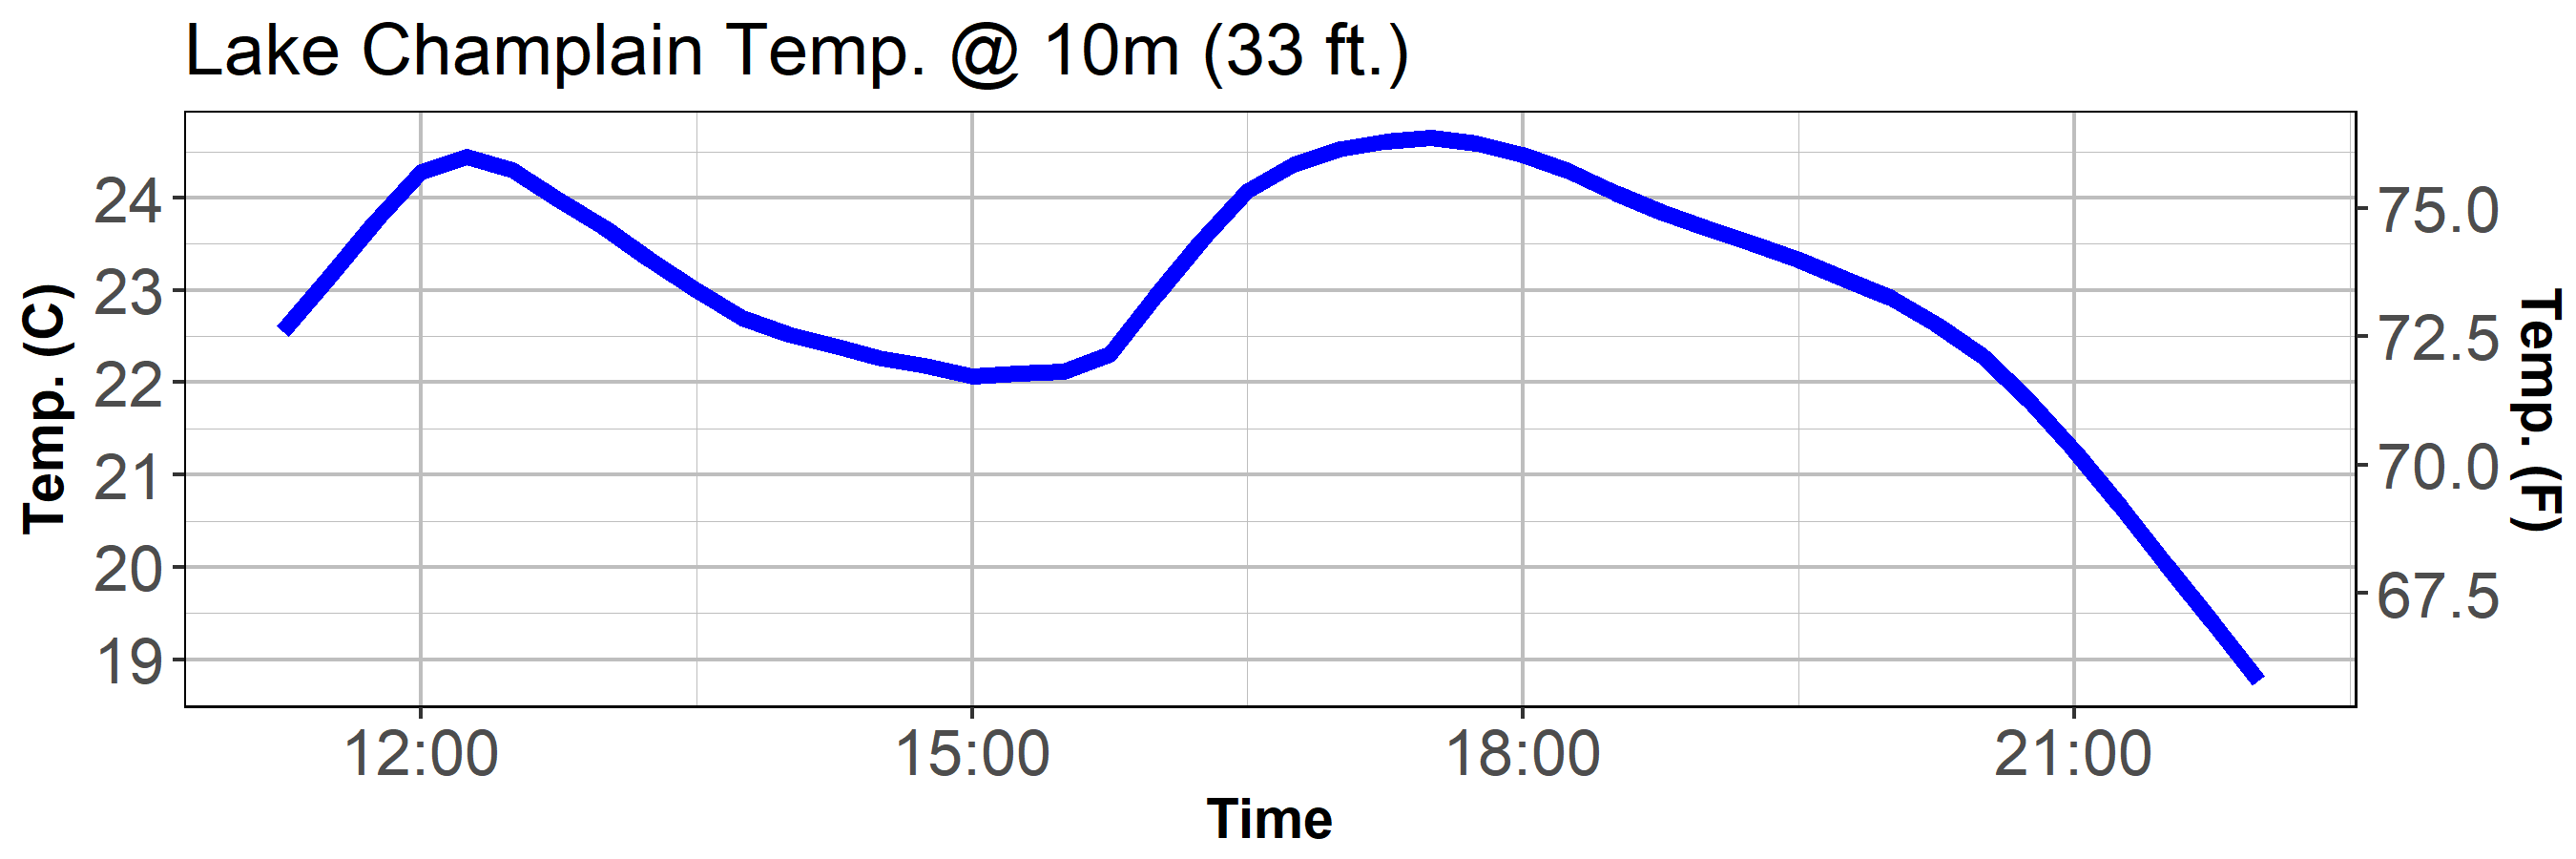 Lake Champlain Temp. @ 10m (33 ft.)
Temp. (C)
24
23
22
21
20
19
75.0
72.5
70.0
67.5
Temp. (F)
12:00 15:00 18:00 21:00
Time